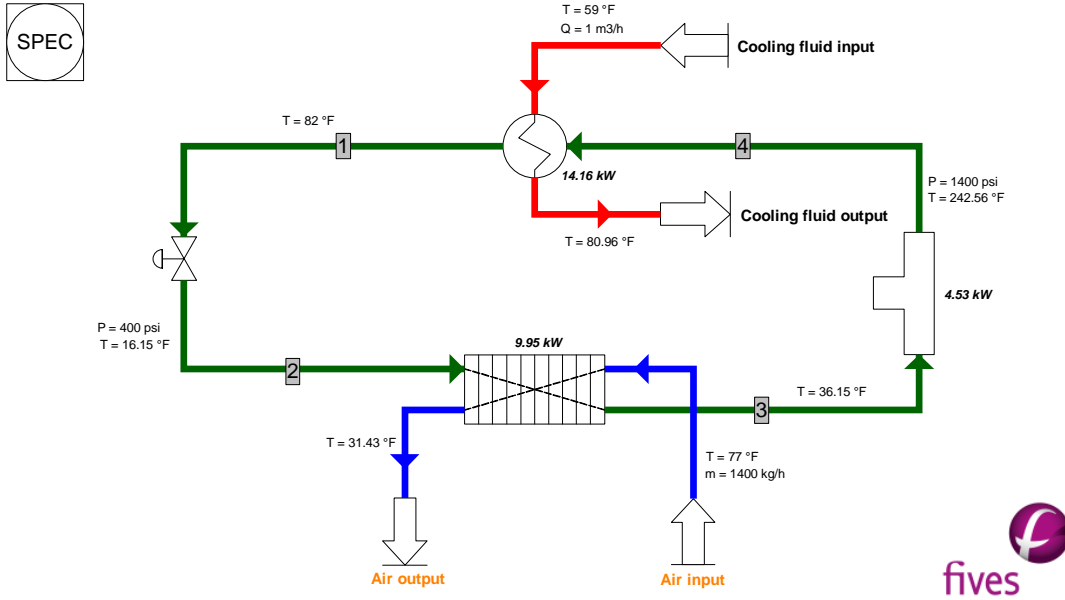 SPEC
T = 59 °F
Q = 1 m3/h
Cooling fluid input
T = 82 °F
1
4
14.16 kW
P = 1400 psi
T = 242.56 °F
Cooling fluid output
T = 80.96 °F
4.53 kW
P = 400 psi
T = 16.15 °F
9.95 kW
2
T = 36.15 °F
3
T = 31.43 °F
T = 77 °F
m = 1400 kg/h
Air output
Air input
fives